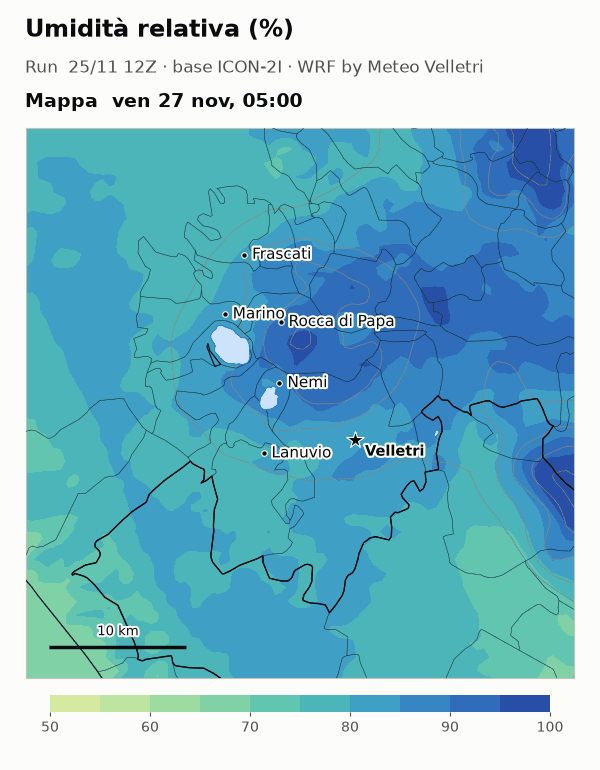 Umidità relativa (%)
Run  25/11 12Z · base ICON-2I · WRF by Meteo Velletri
Mappa  ven 27 nov, 05:00
Frascati
Marino
Rocca di Papa
Nemi
Velletri
Lanuvio
10 km
50 60 70 80 90 100